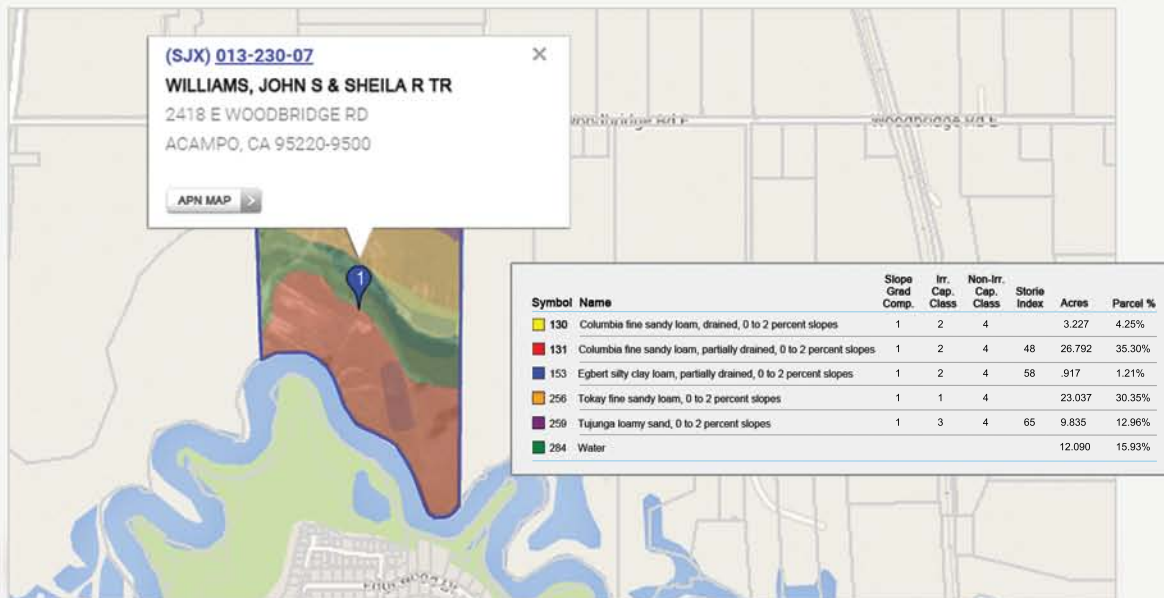 (SJX) 013-230-07
WILLIAMS, JOHN S & SHEILA R TR
2418 E WOODBRIDGE RD
ACAMPO, CA 95220-9500
APN MAP
Woodbridge Rd E
Woodbridge Rd E
1
Symbol Name Slope Grad Comp. Irr. Cap. Class Non-Irr. Cap. Class Storie Index Acres Parcel %
130 Columbia fine sandy loam, drained, 0 to 2 percent slopes 1 2 4 3.227 4.25%
131 Columbia fine sandy loam, partially drained, 0 to 2 percent slopes 1 2 4 48 26.792 35.30%
153 Egbert silty clay loam, partially drained, 0 to 2 percent slopes 1 2 4 58 .917 1.21%
256 Tokay fine sandy loam, 0 to 2 percent slopes 1 1 4 23.037 30.35%
259 Tujunga loamy sand, 0 to 2 percent slopes 1 3 4 65 9.835 12.96%
284 Water 12.090 15.93%